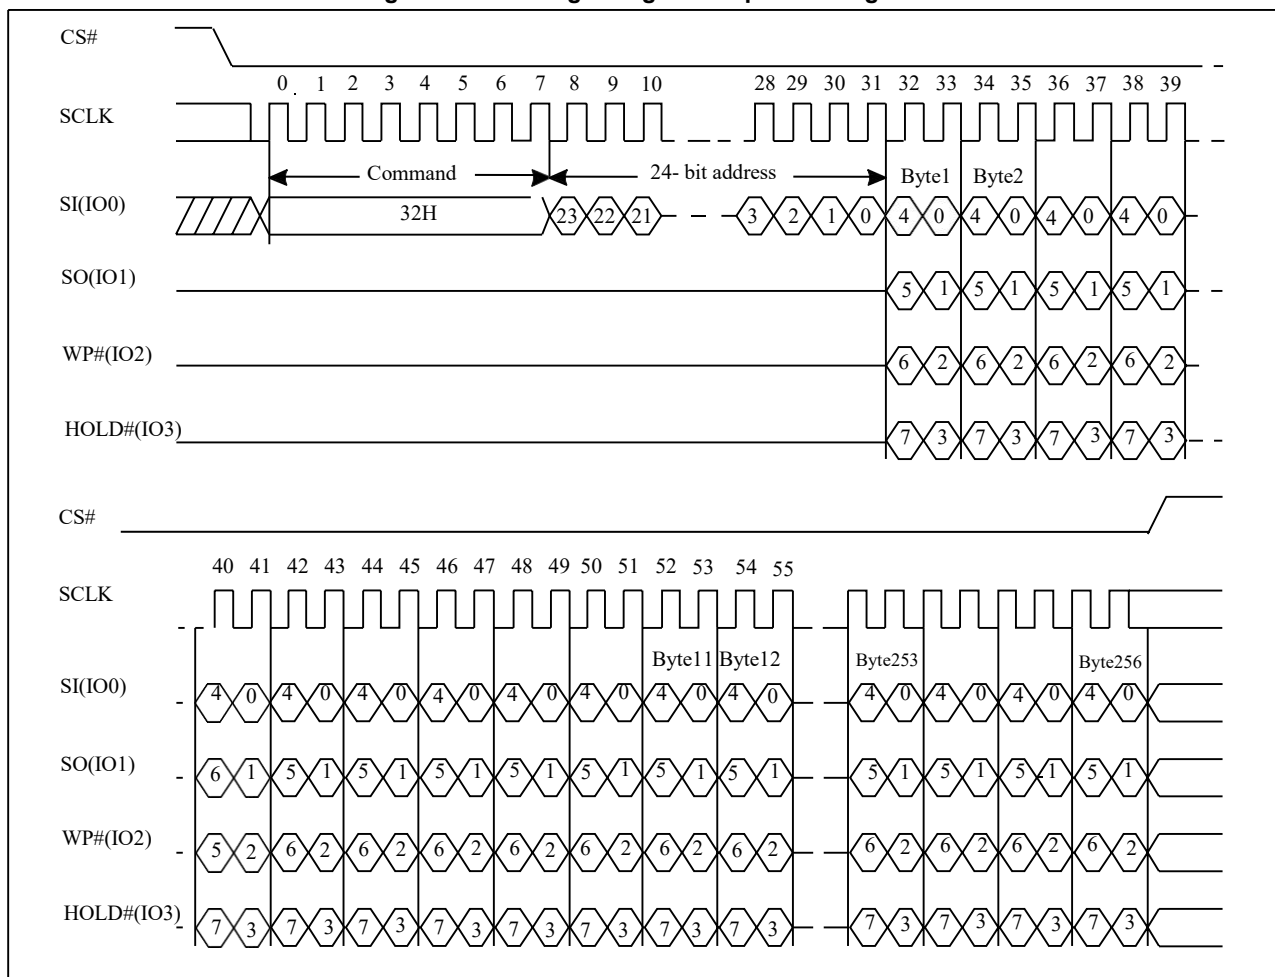 CS#
0 1 2 3 4 5 6 7 8 9 10 28 29 30 31 32 33 34 35 36 37 38 39
SCLK
Command 24- bit address Byte1 Byte2
SI(IO0) 32H 23 22 21 3 2 1 0 4 0 4 0 4 0 4 0
SO(IO1) 5 1 5 1 5 1 5 1
WP#(IO2) 6 2 6 2 6 2 6 2
HOLD#(IO3) 7 3 7 3 7 3 7 3
CS#
40 41 42 43 44 45 46 47 48 49 50 51 52 53 54 55
SCLK
Byte11 Byte12 Byte253 Byte256
SI(IO0) 4 0 4 0 4 0 4 0 4 0 4 0 4 0 4 0 4 0 4 0 4 0 4 0
SO(IO1) 6 1 5 1 5 1 5 1 5 1 5 1 5 1 5 1 5 1 5 1 5 1 5 1
WP#(IO2) 5 2 6 2 6 2 6 2 6 2 6 2 6 2 6 2 6 2 6 2 6 2 6 2
HOLD#(IO3) 7 3 7 3 7 3 7 3 7 3 7 3 7 3 7 3 7 3 7 3 7 3 7 3